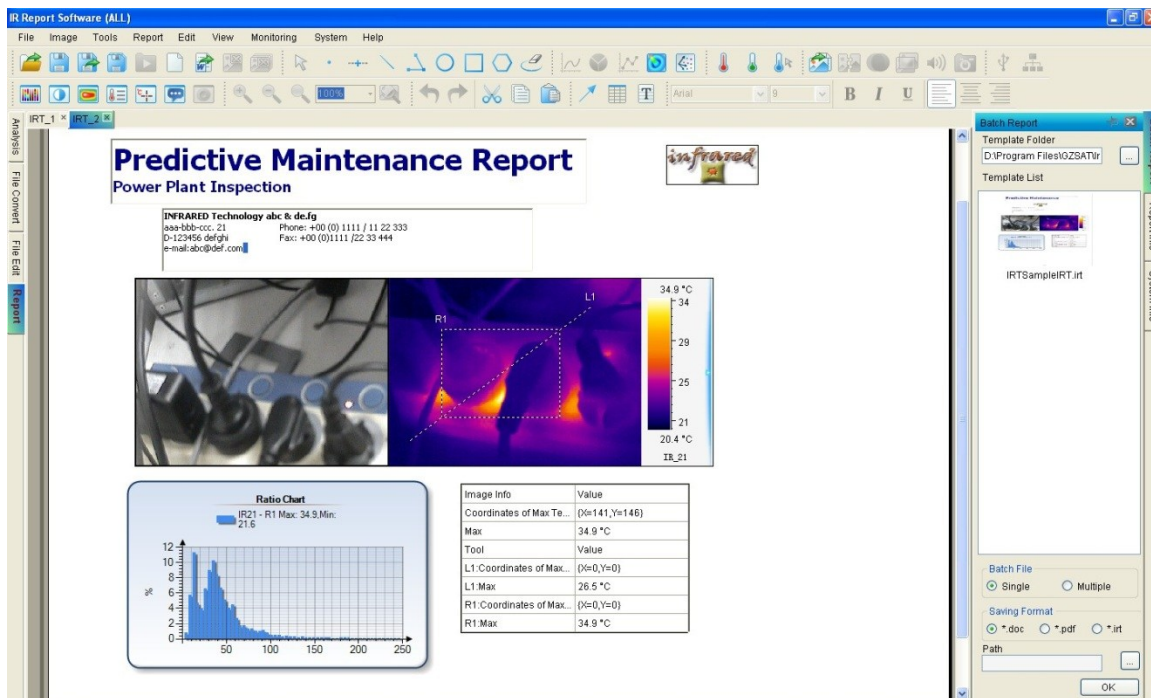 IR Report Software (ALL)
File Image Tools Report Edit View Monitoring System Help
100% Arial 9 B I U
IRT_1 IRT_2
Analysis
File Convert
File Edit
Report
Predictive Maintenance Report
Power Plant Inspection
infrared
INFRARED Technology abc & de.fg
aaa-bbb-ccc. 21 Phone: +00 (0) 1111 / 11 22 333
D-123456 defghi Fax: +00 (0)1111 /22 33 444
e-mail:abc@def.com
R1 L1
34.9 °C
34
29
25
21
20.4 °C
IR_21
Ratio Chart
IR21 - R1 Max: 34.9,Min:
21.6
%
12
10
8
6
4
2
0
50 100 150 200 250
Image Info Value
Coordinates of Max Te... {X=141,Y=146}
Max 34.9 °C
Tool Value
L1:Coordinates of Max... {X=0,Y=0}
L1:Max 26.5 °C
R1:Coordinates of Max... {X=0,Y=0}
R1:Max 34.9 °C
Batch Report
Template Folder
D:\Program Files\GZSAT\Ir ...
Template List
IRTSampleIRT.irt
Batch File
Single Multiple
Saving Format
*.doc *.pdf *.irt
Path
...
OK